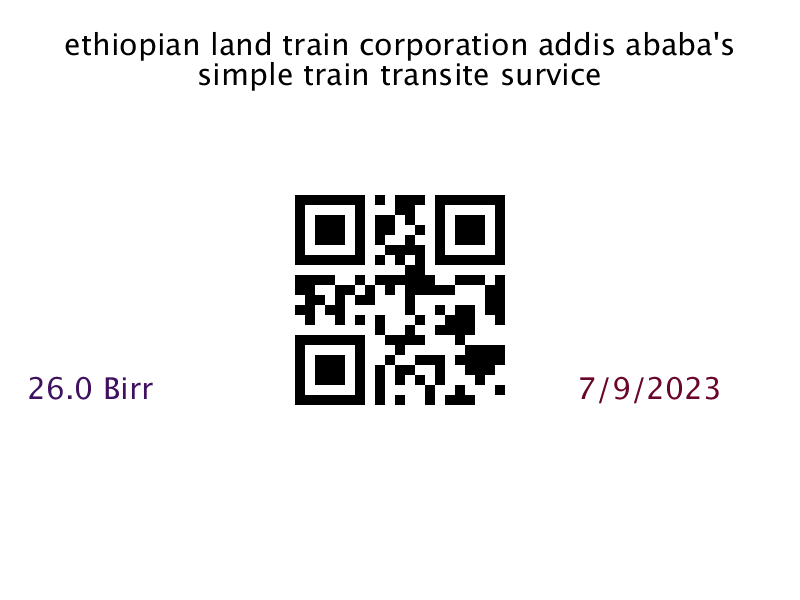 ethiopian land train corporation addis ababa's
simple train transite survice
26.0 Birr
7/9/2023